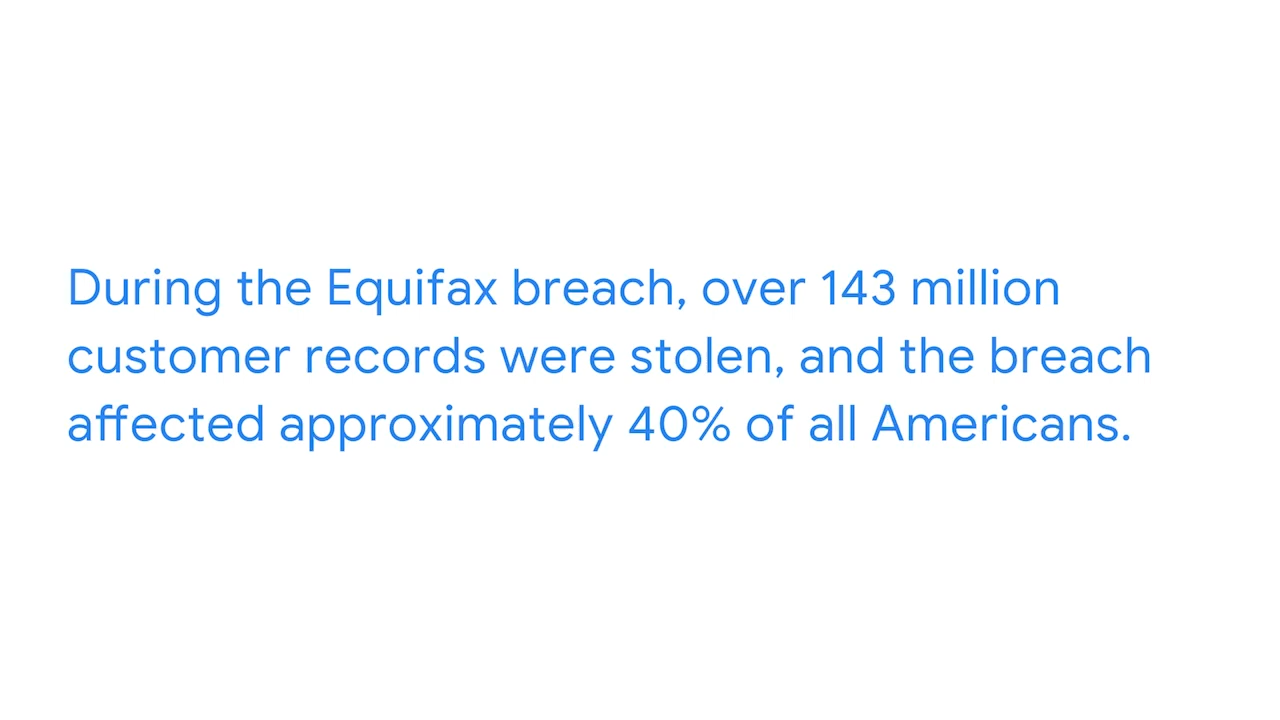 During the Equifax breach, over 143 million
customer records were stolen, and the breach
affected approximately 40% of all Americans.